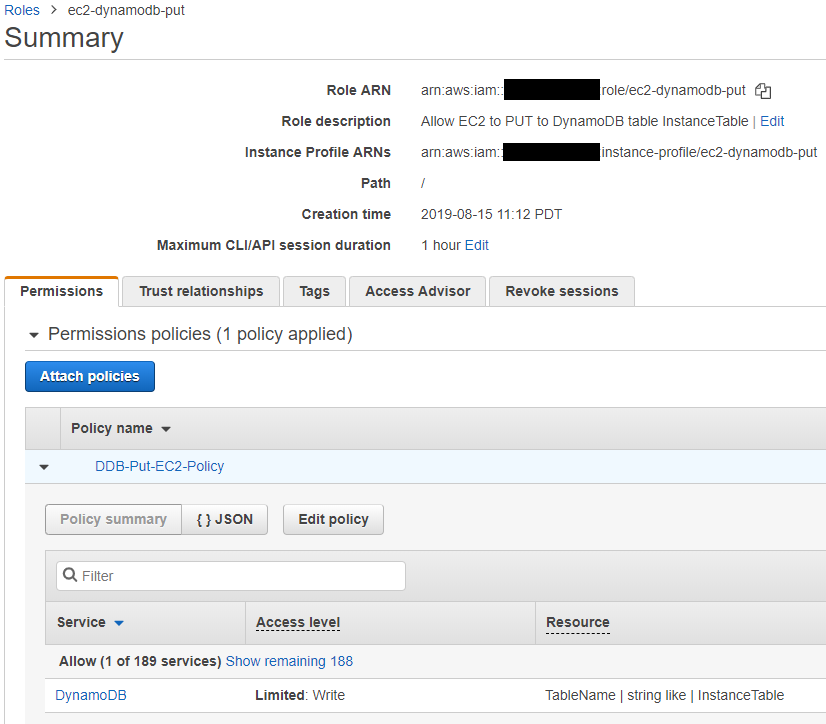 Roles > ec2-dynamodb-put
Summary
Role ARN arn:aws:iam:: :role/ec2-dynamodb-put
Role description Allow EC2 to PUT to DynamoDB table InstanceTable | Edit
Instance Profile ARNs arn:aws:iam:: :instance-profile/ec2-dynamodb-put
Path /
Creation time 2019-08-15 11:12 PDT
Maximum CLI/API session duration 1 hour Edit
Permissions Trust relationships Tags Access Advisor Revoke sessions
Permissions policies (1 policy applied)
Attach policies
Policy name
DDB-Put-EC2-Policy
Policy summary { } JSON Edit policy
Filter
Service Access level Resource
Allow (1 of 189 services) Show remaining 188
DynamoDB Limited: Write TableName | string like | InstanceTable